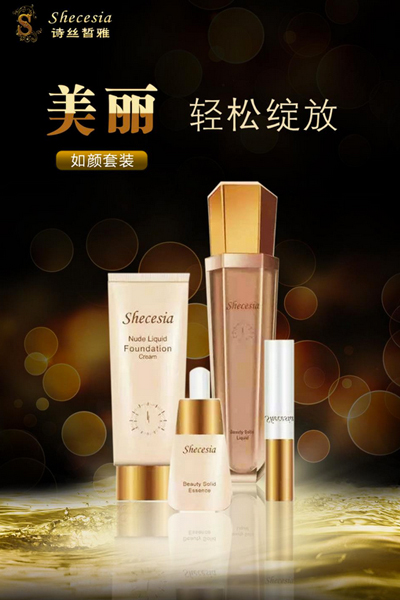 Shecesia
诗丝皙雅
美丽 轻松绽放
如颜套装
Shecesia
Nude Liquid
Foundation
Cream
Shecesia
Beauty Solid
Essence
Shecesia
Beauty Solid
Liquid